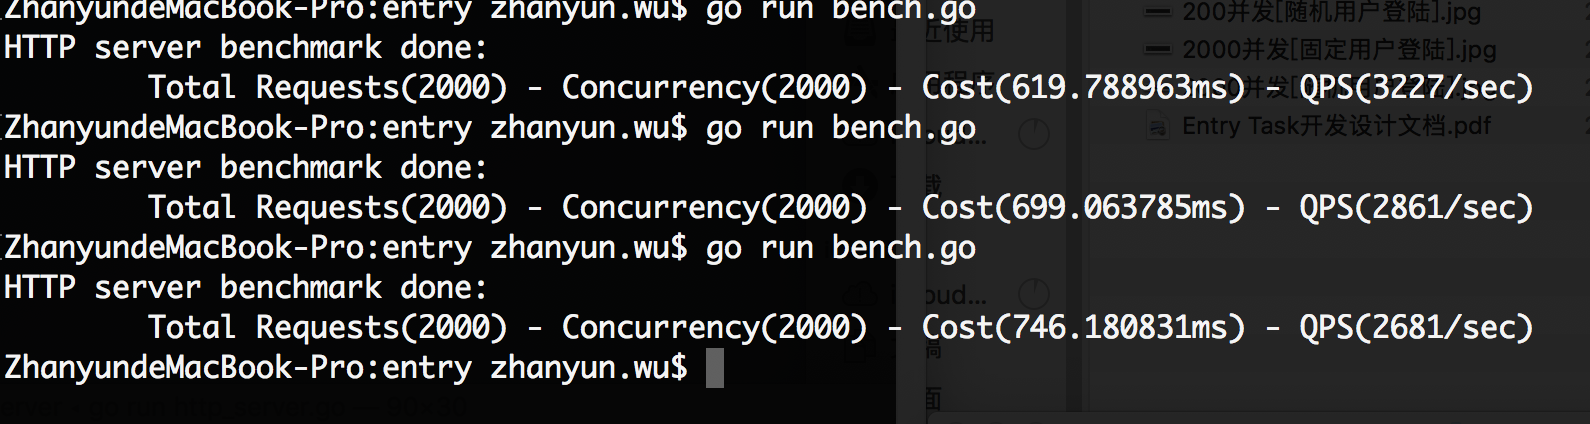 ZhanyundeMacBook-Pro:entry zhanyun.wu$ go run bench.go
HTTP server benchmark done:
Total Requests(2000) - Concurrency(2000) - Cost(619.788963ms) - QPS(3227/sec)
ZhanyundeMacBook-Pro:entry zhanyun.wu$ go run bench.go
HTTP server benchmark done:
Total Requests(2000) - Concurrency(2000) - Cost(699.063785ms) - QPS(2861/sec)
ZhanyundeMacBook-Pro:entry zhanyun.wu$ go run bench.go
HTTP server benchmark done:
Total Requests(2000) - Concurrency(2000) - Cost(746.180831ms) - QPS(2681/sec)
ZhanyundeMacBook-Pro:entry zhanyun.wu$
200并发[随机用户登陆].jpg
2000并发[固定用户登陆].jpg
Entry Task开发设计文档.pdf
近使用